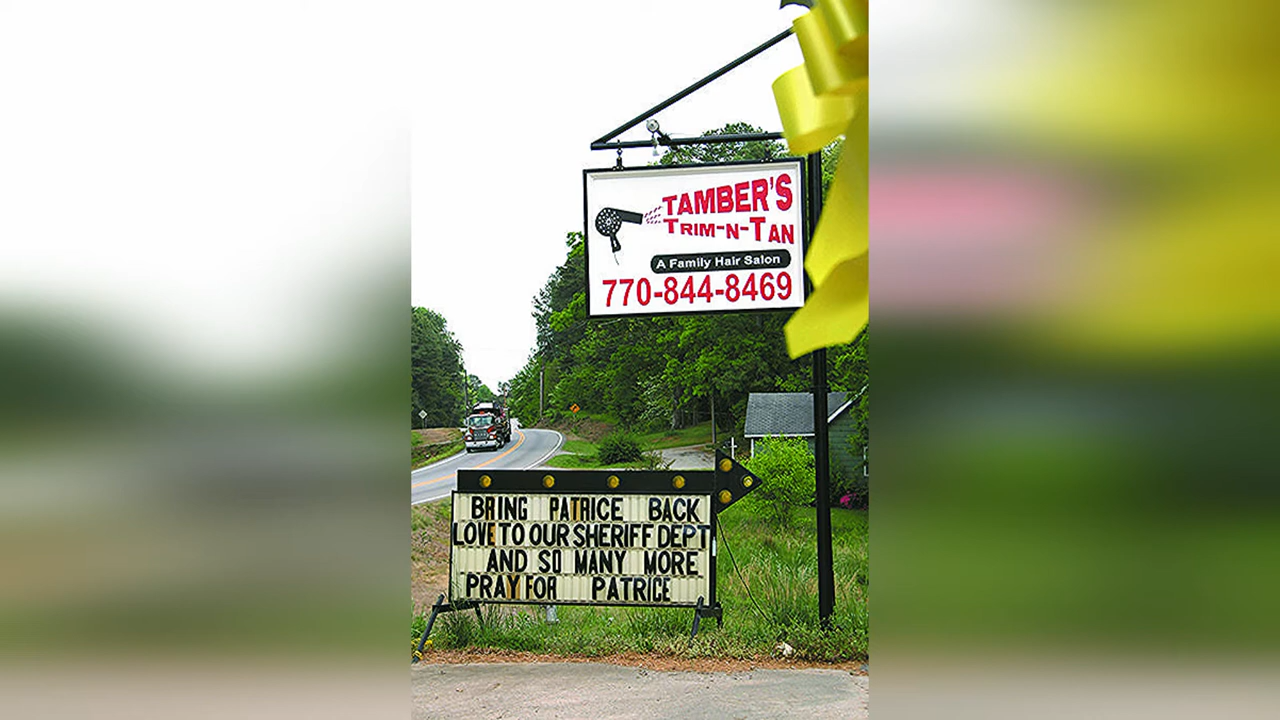 TAMBER'S
TRIM-N-TAN
A Family Hair Salon
770-844-8469
BRING PATRICE BACK
LOVE TO OUR SHERIFF DEPT
AND SO MANY MORE
PRAY FOR PATRICE